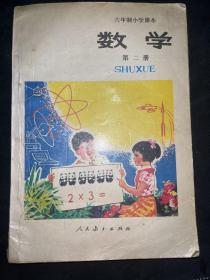 六年制小学课本
数学
第二册
SHUXUE
2×3=
人民教育出版社